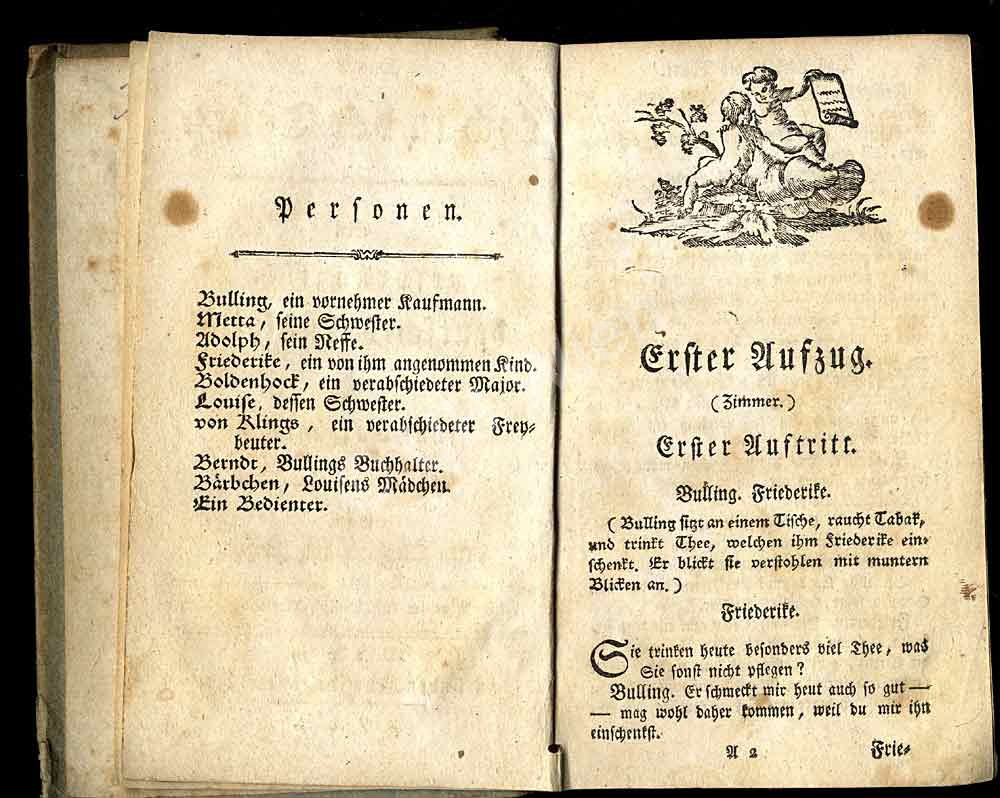 Personen.
Bulling, ein vornehmer Kaufmann.
Metta, seine Schwester.
Adolph, sein Neffe.
Friederike, ein von ihm angenommen Kind.
Boldenhock, ein verabschiedeter Major.
Louise, dessen Schwester.
von Klings, ein verabschiedeter Frey-
beuter.
Berndt, Bullings Buchhalter.
Bärbchen, Louisens Mädchen.
Ein Bedienter.
Erster Aufzug.
(Zimmer.)
Erster Auftritt.
Bulling. Friederike.
(Bulling sitzt an einem Tische, raucht Tabak,
und trinkt Thee, welchen ihm Friederike ein-
schenkt. Er blickt sie verstohlen mit muntern
Blicken an.)
Friederike.
Sie trinken heute besonders viel Thee, was
Sie sonst nicht pflegen?
Bulling. Er schmeckt mir heut auch so gut —
— mag wohl daher kommen, weil du mir ihn
einschenkst.
A 2 Frie-